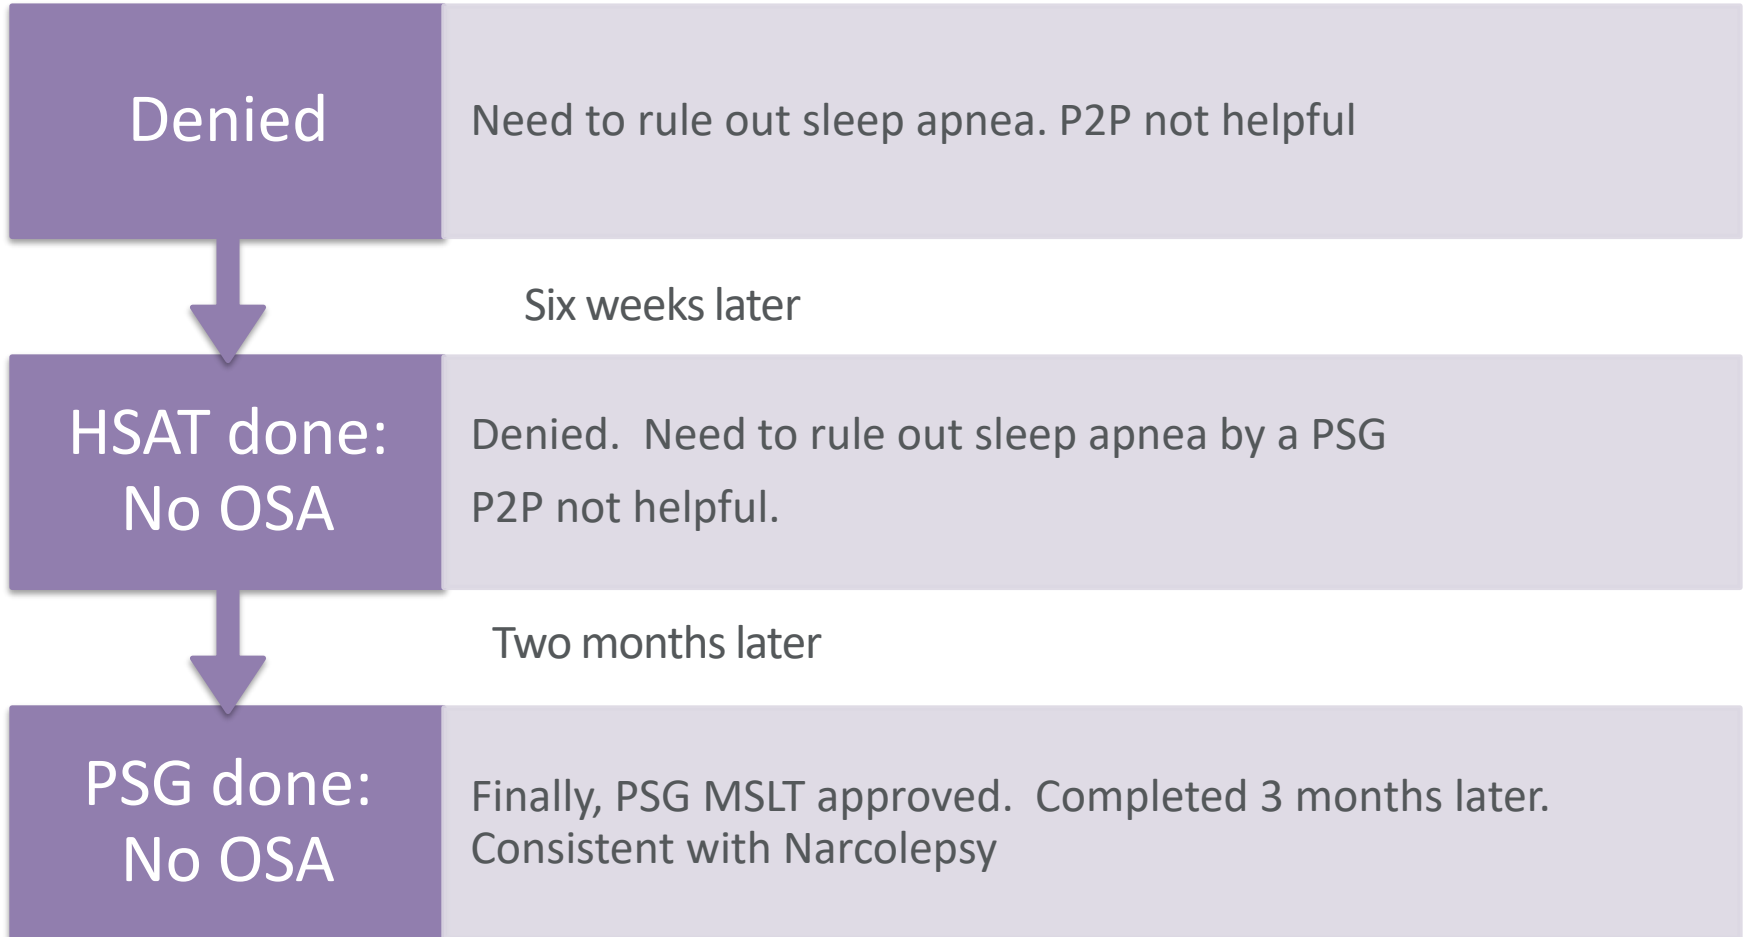 Denied
Need to rule out sleep apnea. P2P not helpful
Six weeks later
HSAT done:
No OSA
Denied.  Need to rule out sleep apnea by a PSG
P2P not helpful.
Two months later
PSG done:
No OSA
Finally, PSG MSLT approved.  Completed 3 months later.
Consistent with Narcolepsy